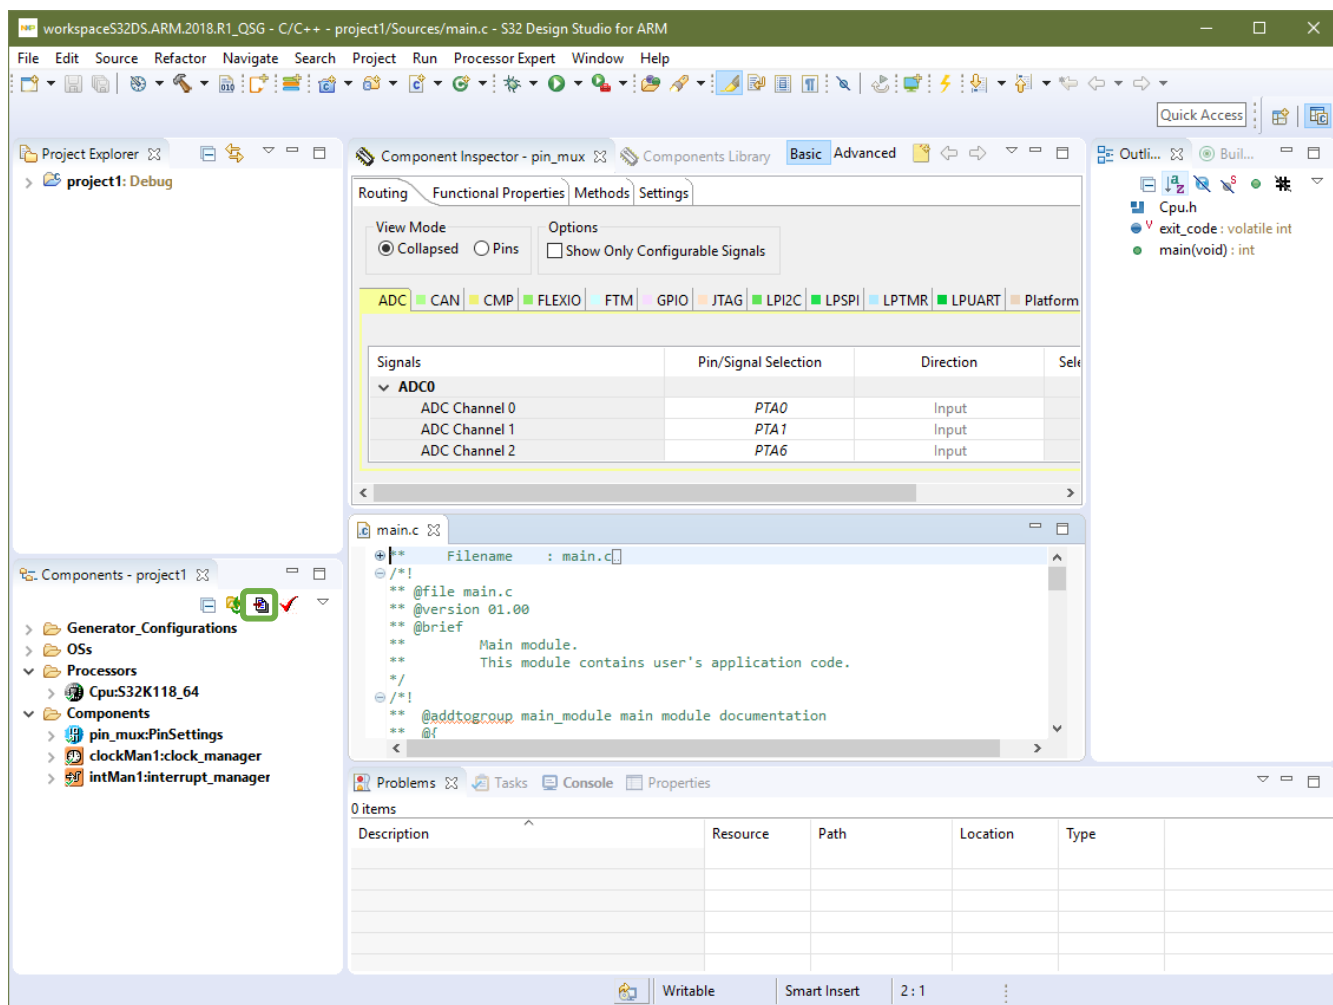 workspaceS32DS.ARM.2018.R1_QSG - C/C++ - project1/Sources/main.c - S32 Design Studio for ARM
File Edit Source Refactor Navigate Search Project Run Processor Expert Window Help
Quick Access
Project Explorer
project1: Debug
Component Inspector - pin_mux Components Library Basic Advanced
Routing Functional Properties Methods Settings
View Mode
Collapsed Pins
Options
Show Only Configurable Signals
ADC CAN CMP FLEXIO FTM GPIO JTAG LPI2C LPSPI LPTMR LPUART Platform
Signals Pin/Signal Selection Direction Sele
ADC0
ADC Channel 0 PTA0 Input
ADC Channel 1 PTA1 Input
ADC Channel 2 PTA6 Input
Outli... Buil...
Cpu.h
exit_code : volatile int
main(void) : int
main.c
** Filename : main.c
/*!
** @file main.c
** @version 01.00
** @brief
** Main module.
** This module contains user's application code.
*/
/*!
** @addtogroup main_module main module documentation
** @{
Components - project1
Generator_Configurations
OSs
Processors
Cpu:S32K118_64
Components
pin_mux:PinSettings
clockMan1:clock_manager
intMan1:interrupt_manager
Problems Tasks Console Properties
0 items
Description Resource Path Location Type
Writable Smart Insert 2 : 1